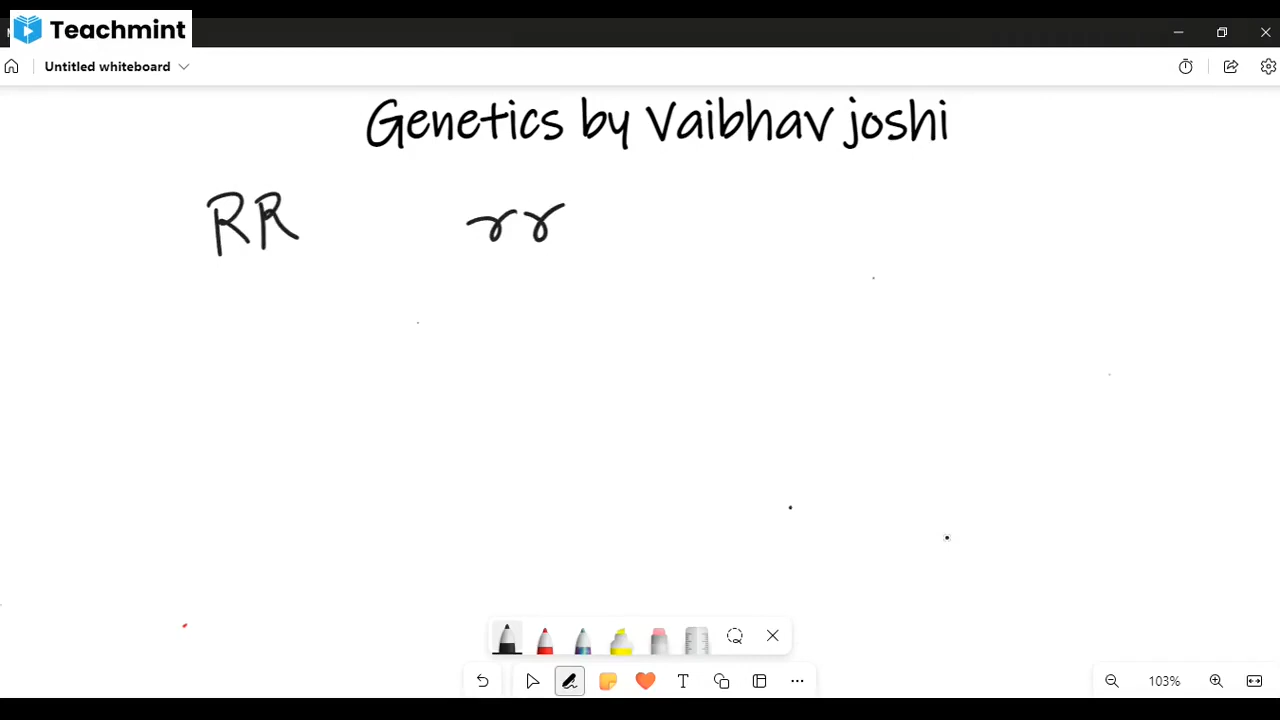 Teachmint
Untitled whiteboard
Genetics by Vaibhav joshi
RR rr
103%